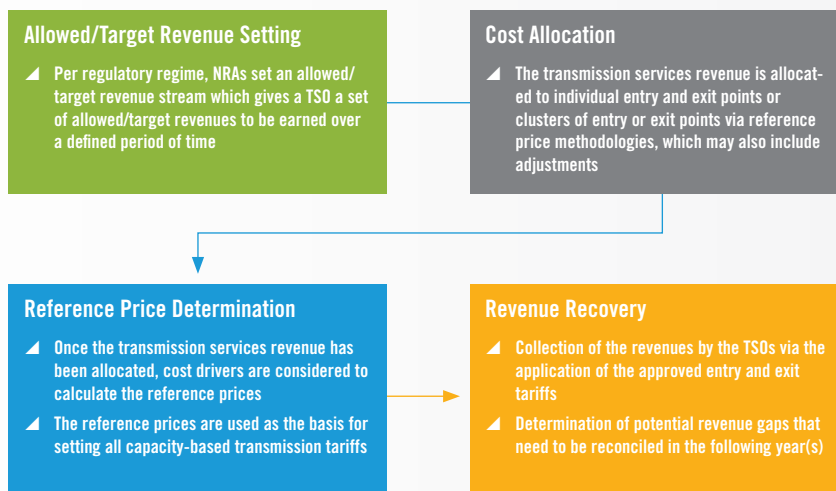 Allowed/Target Revenue Setting
Per regulatory regime, NRAs set an allowed/
target revenue stream which gives a TSO a set
of allowed/target revenues to be earned over
a defined period of time
Cost Allocation
The transmission services revenue is allocat-
ed to individual entry and exit points or
clusters of entry or exit points via reference
price methodologies, which may also include
adjustments
Reference Price Determination
Once the transmission services revenue has
been allocated, cost drivers are considered to
calculate the reference prices
The reference prices are used as the basis for
setting all capacity-based transmission tariffs
Revenue Recovery
Collection of the revenues by the TSOs via the
application of the approved entry and exit
tariffs
Determination of potential revenue gaps that
need to be reconciled in the following year(s)